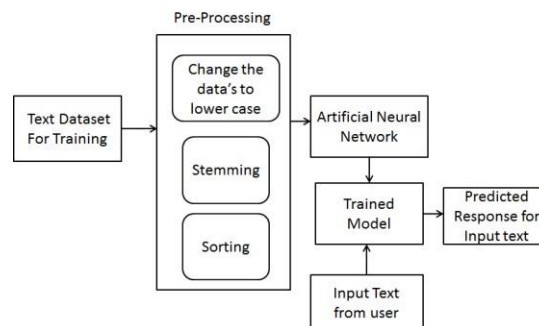 Pre-Processing
Change the
data's to
lower case
Text Dataset
For Training
Stemming
Sorting
Artificial Neural
Network
Trained
Model
Predicted
Response for
Input text
Input Text
from user